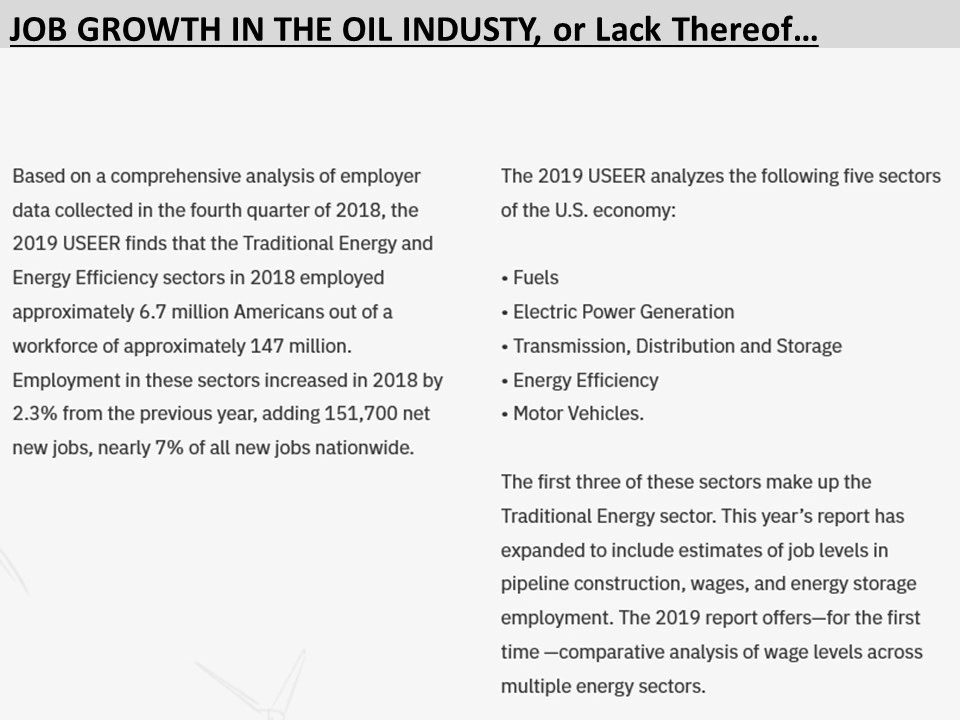 JOB GROWTH IN THE OIL INDUSTY, or Lack Thereof...
Based on a comprehensive analysis of employer
data collected in the fourth quarter of 2018, the
2019 USEER finds that the Traditional Energy and
Energy Efficiency sectors in 2018 employed
approximately 6.7 million Americans out of a
workforce of approximately 147 million.
Employment in these sectors increased in 2018 by
2.3% from the previous year, adding 151,700 net
new jobs, nearly 7% of all new jobs nationwide.
The 2019 USEER analyzes the following five sectors
of the U.S. economy:
• Fuels
• Electric Power Generation
• Transmission, Distribution and Storage
• Energy Efficiency
• Motor Vehicles.
The first three of these sectors make up the
Traditional Energy sector. This year’s report has
expanded to include estimates of job levels in
pipeline construction, wages, and energy storage
employment. The 2019 report offers—for the first
time —comparative analysis of wage levels across
multiple energy sectors.